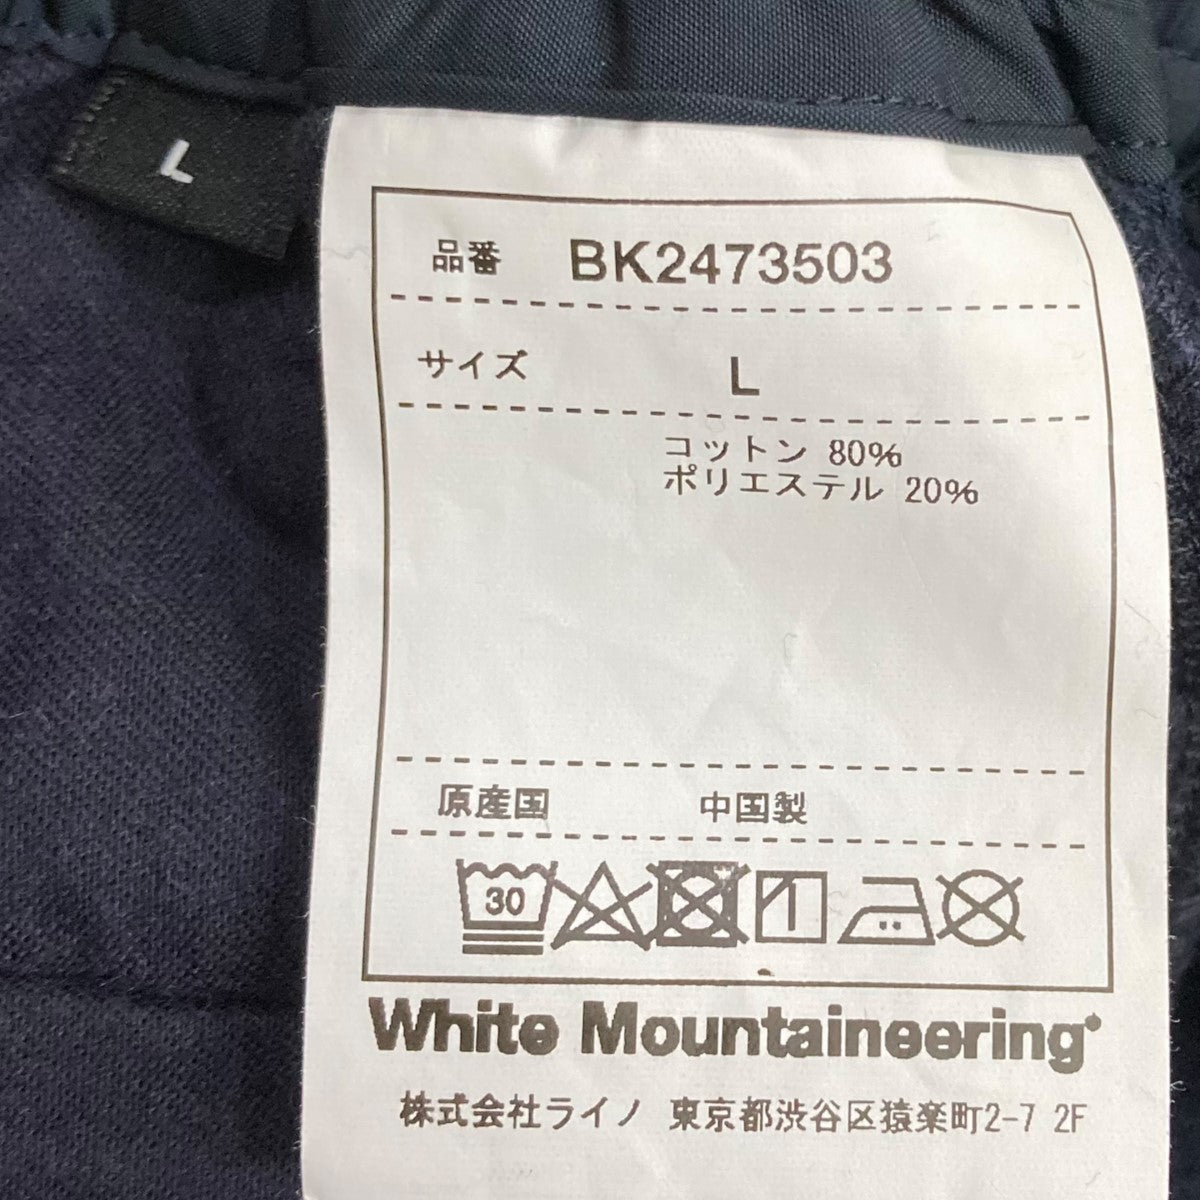 L
品番 BK2473503
サイズ L
コットン 80%
ポリエステル 20%
原産国 中国製
30
White Mountaineering®
株式会社ライノ 東京都渋谷区猿楽町2-7 2F